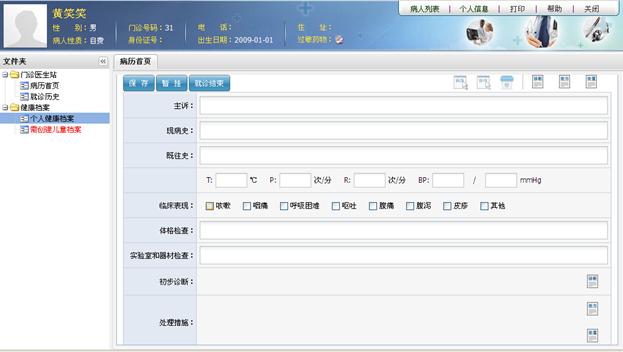 病人列表 | 个人信息 | 打印 | 帮助 | 关闭
黄笑笑
性 别：男 门诊号码：31 电 话： 住 址：
病人性质：自费 身份证号： 出生日期：2009-01-01 过敏药物：
文件夹
病历首页
门诊医生站
病历首页
就诊历史
健康档案
个人健康档案
需创建儿童档案
保 存 暂 挂 就诊结束
主诉：
现病史：
既往史：
T: ℃ P: 次/分 R: 次/分 BP: / mmHg
临床表现： 咳嗽 咽痛 呼吸困难 呕吐 腹痛 腹泻 皮疹 其他
体格检查：
实验室和器材检查：
初步诊断：
处理措施：